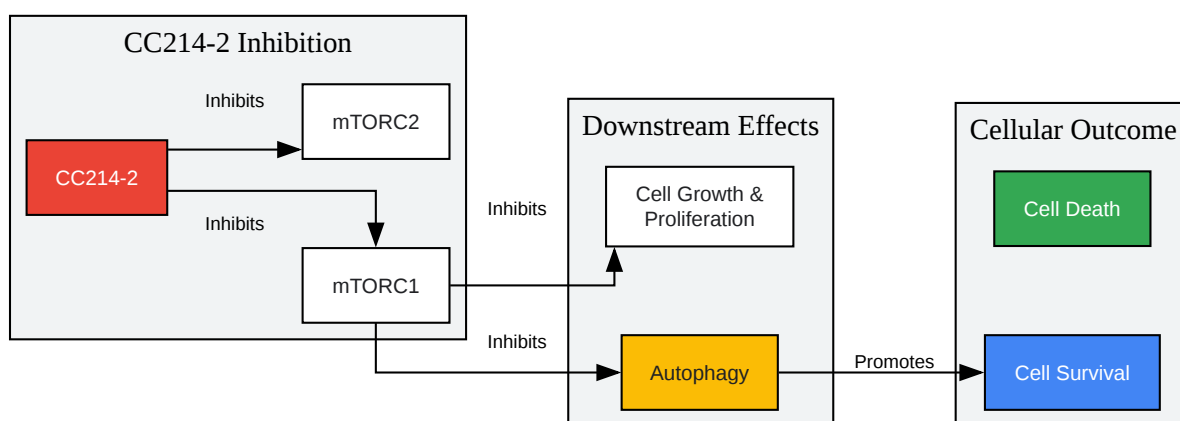 CC214-2 Inhibition
Inhibits
mTORC2
CC214-2
Inhibits
mTORC1
Downstream Effects
Inhibits
Cell Growth &
Proliferation
Inhibits
Autophagy
Promotes
Cellular Outcome
Cell Death
Cell Survival